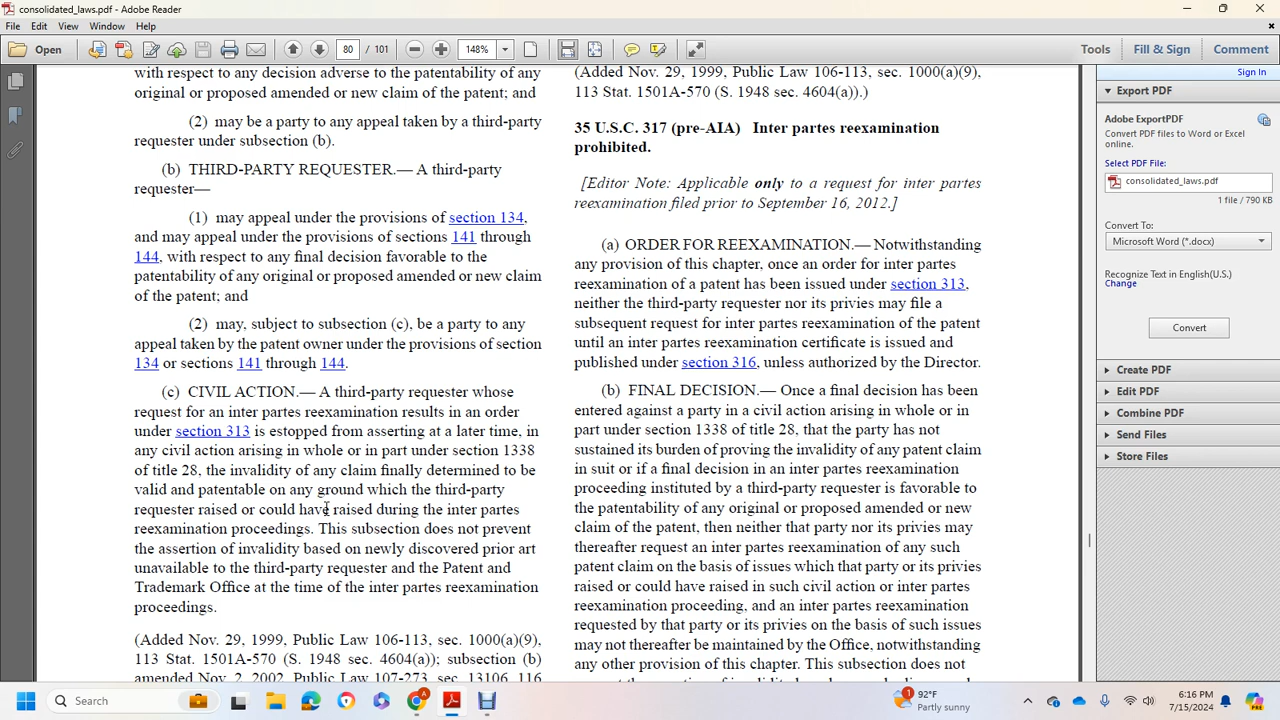 consolidated_laws.pdf - Adobe Reader
File Edit View Window Help
Open 80 / 101 148% Tools Fill & Sign Comment
with respect to any decision adverse to the patentability of any
original or proposed amended or new claim of the patent; and
(2) may be a party to any appeal taken by a third-party
requester under subsection (b).
(b) THIRD-PARTY REQUESTER.— A third-party
requester—
(1) may appeal under the provisions of section 134,
and may appeal under the provisions of sections 141 through
144, with respect to any final decision favorable to the
patentability of any original or proposed amended or new claim
of the patent; and
(2) may, subject to subsection (c), be a party to any
appeal taken by the patent owner under the provisions of section
134 or sections 141 through 144.
(c) CIVIL ACTION.— A third-party requester whose
request for an inter partes reexamination results in an order
under section 313 is estopped from asserting at a later time, in
any civil action arising in whole or in part under section 1338
of title 28, the invalidity of any claim finally determined to be
valid and patentable on any ground which the third-party
requester raised or could have raised during the inter partes
reexamination proceedings. This subsection does not prevent
the assertion of invalidity based on newly discovered prior art
unavailable to the third-party requester and the Patent and
Trademark Office at the time of the inter partes reexamination
proceedings.
(Added Nov. 29, 1999, Public Law 106-113, sec. 1000(a)(9),
113 Stat. 1501A-570 (S. 1948 sec. 4604(a)); subsection (b)
amended Nov. 2, 2002, Public Law 107-273, sec. 13106, 116
(Added Nov. 29, 1999, Public Law 106-113, sec. 1000(a)(9),
113 Stat. 1501A-570 (S. 1948 sec. 4604(a)).)
35 U.S.C. 317 (pre-AIA) Inter partes reexamination
prohibited.
[Editor Note: Applicable only to a request for inter partes
reexamination filed prior to September 16, 2012.]
(a) ORDER FOR REEXAMINATION.— Notwithstanding
any provision of this chapter, once an order for inter partes
reexamination of a patent has been issued under section 313,
neither the third-party requester nor its privies may file a
subsequent request for inter partes reexamination of the patent
until an inter partes reexamination certificate is issued and
published under section 316, unless authorized by the Director.
(b) FINAL DECISION.— Once a final decision has been
entered against a party in a civil action arising in whole or in
part under section 1338 of title 28, that the party has not
sustained its burden of proving the invalidity of any patent claim
in suit or if a final decision in an inter partes reexamination
proceeding instituted by a third-party requester is favorable to
the patentability of any original or proposed amended or new
claim of the patent, then neither that party nor its privies may
thereafter request an inter partes reexamination of any such
patent claim on the basis of issues which that party or its privies
raised or could have raised in such civil action or inter partes
reexamination proceeding, and an inter partes reexamination
requested by that party or its privies on the basis of such issues
may not thereafter be maintained by the Office, notwithstanding
any other provision of this chapter. This subsection does not
Sign In
Export PDF
Adobe ExportPDF
Convert PDF files to Word or Excel
online.
Select PDF File:
consolidated_laws.pdf
1 file / 790 KB
Convert To:
Microsoft Word (*.docx)
Recognize Text in English(U.S.)
Change
Convert
Create PDF
Edit PDF
Combine PDF
Send Files
Store Files
Search
1
92°F
Partly sunny
6:16 PM
7/15/2024